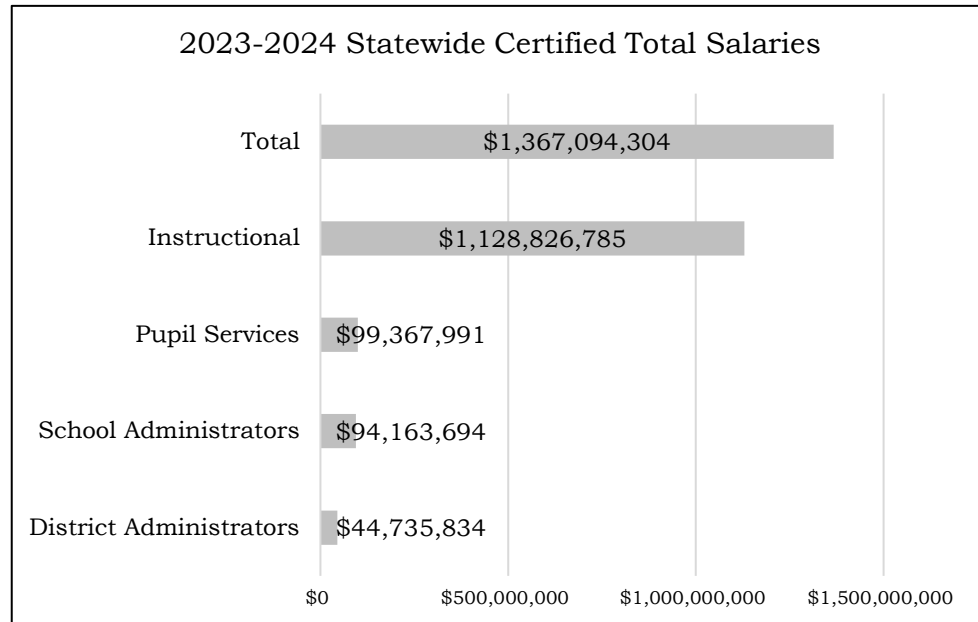 2023-2024 Statewide Certified Total Salaries
Total
$1,367,094,304
Instructional
$1,128,826,785
Pupil Services
$99,367,991
School Administrators
$94,163,694
District Administrators
$44,735,834
$0
$500,000,000
$1,000,000,000
$1,500,000,000